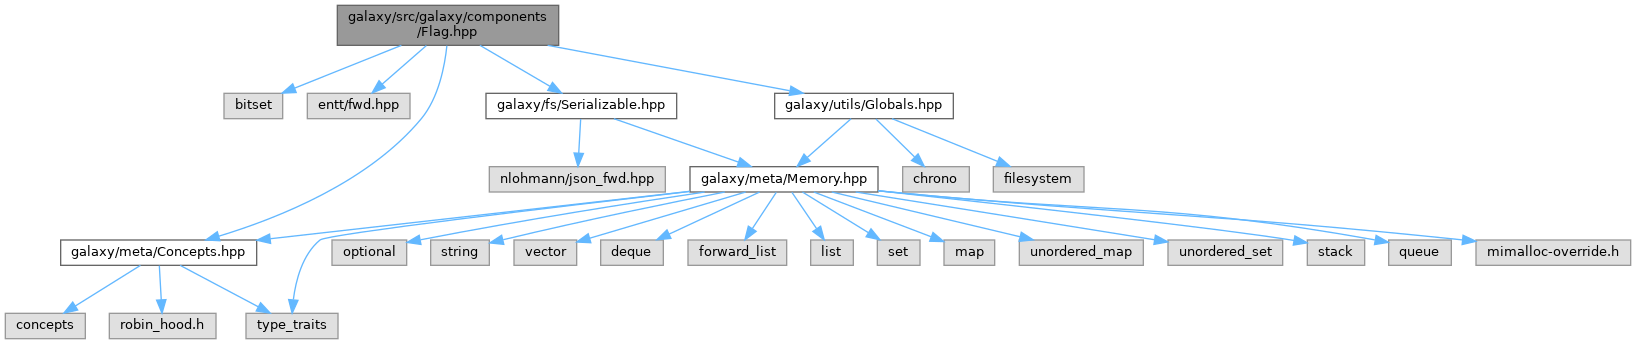 galaxy/src/galaxy/components
/Flag.hpp
bitset
entt/fwd.hpp
galaxy/fs/Serializable.hpp
galaxy/utils/Globals.hpp
nlohmann/json_fwd.hpp
galaxy/meta/Memory.hpp
chrono
filesystem
galaxy/meta/Concepts.hpp
optional
string
vector
deque
forward_list
list
set
map
unordered_map
unordered_set
stack
queue
mimalloc-override.h
concepts
robin_hood.h
type_traits